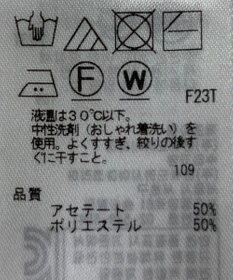 F
W
F23T
液温は30℃以下。
中性洗剤(おしゃれ着洗い)を
使用。よくすすぎ、絞りの後す
ぐに干すこと。
109
品質
アセテート 50%
ポリエステル 50%